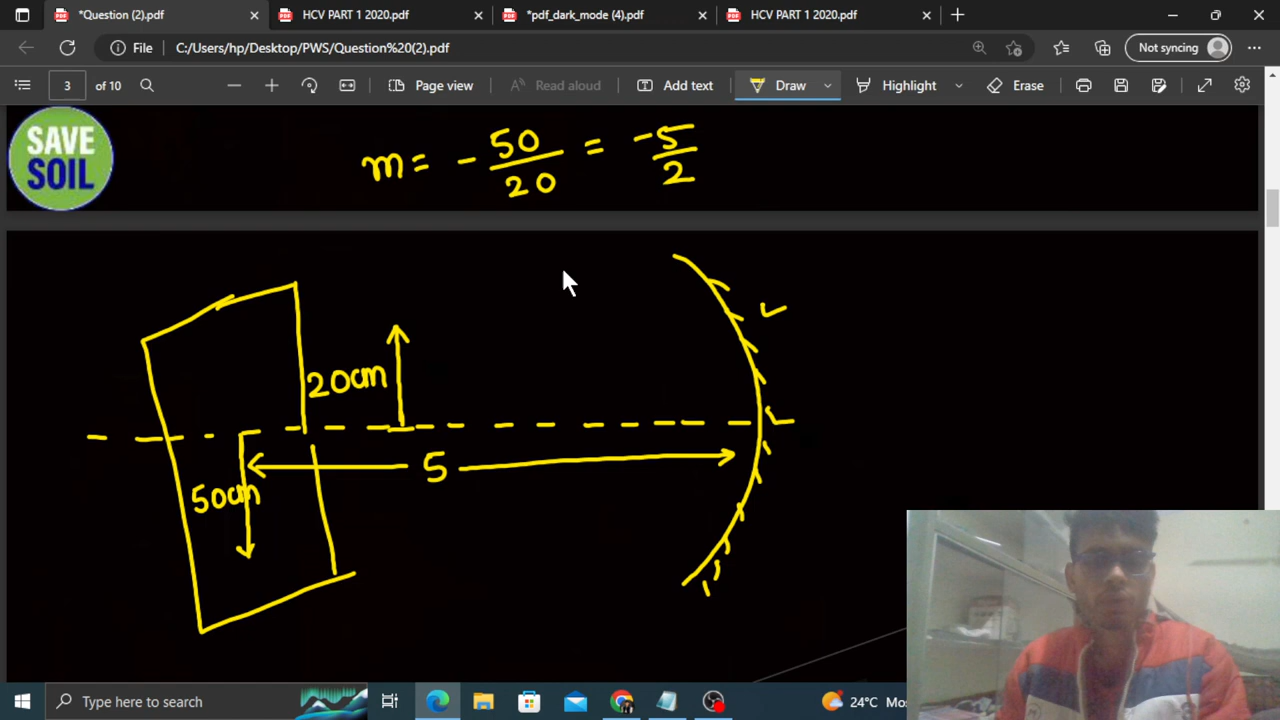 *Question (2).pdf
HCV PART 1 2020.pdf
*pdf_dark_mode (4).pdf
HCV PART 1 2020.pdf
File
C:/Users/hp/Desktop/PWS/Question%20(2).pdf
Not syncing
3 of 10
Page view
Read aloud
Add text
Draw
Highlight
Erase
SAVE
SOIL
m = - 50/20 = -5/2
20cm
5
50cm
Type here to search
24°C Mos